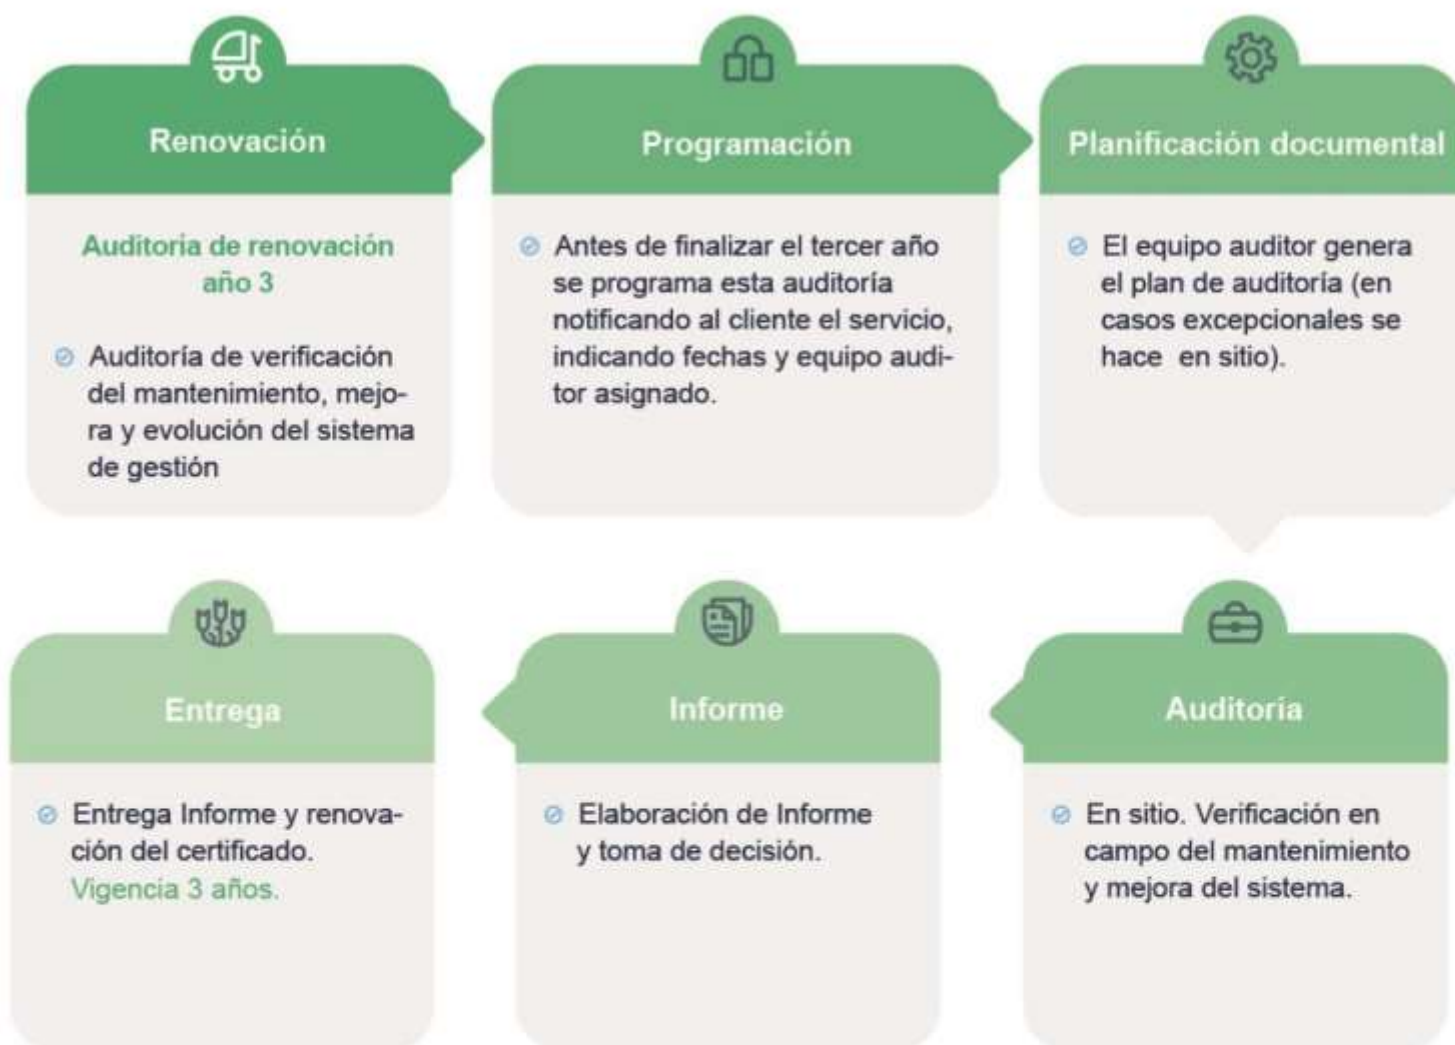 Renovación
Auditoria de renovación
año 3
Auditoría de verificación
del mantenimiento, mejo-
ra y evolución del sistema
de gestión
Programación
Antes de finalizar el tercer año
se programa esta auditoría
notificando al cliente el servicio,
indicando fechas y equipo audi-
tor asignado.
Planificación documental
El equipo auditor genera
el plan de auditoría (en
casos excepcionales se
hace en sitio).
Auditoría
En sitio. Verificación en
campo del mantenimiento
y mejora del sistema.
Informe
Elaboración de Informe
y toma de decisión.
Entrega
Entrega Informe y renova-
ción del certificado.
Vigencia 3 años.